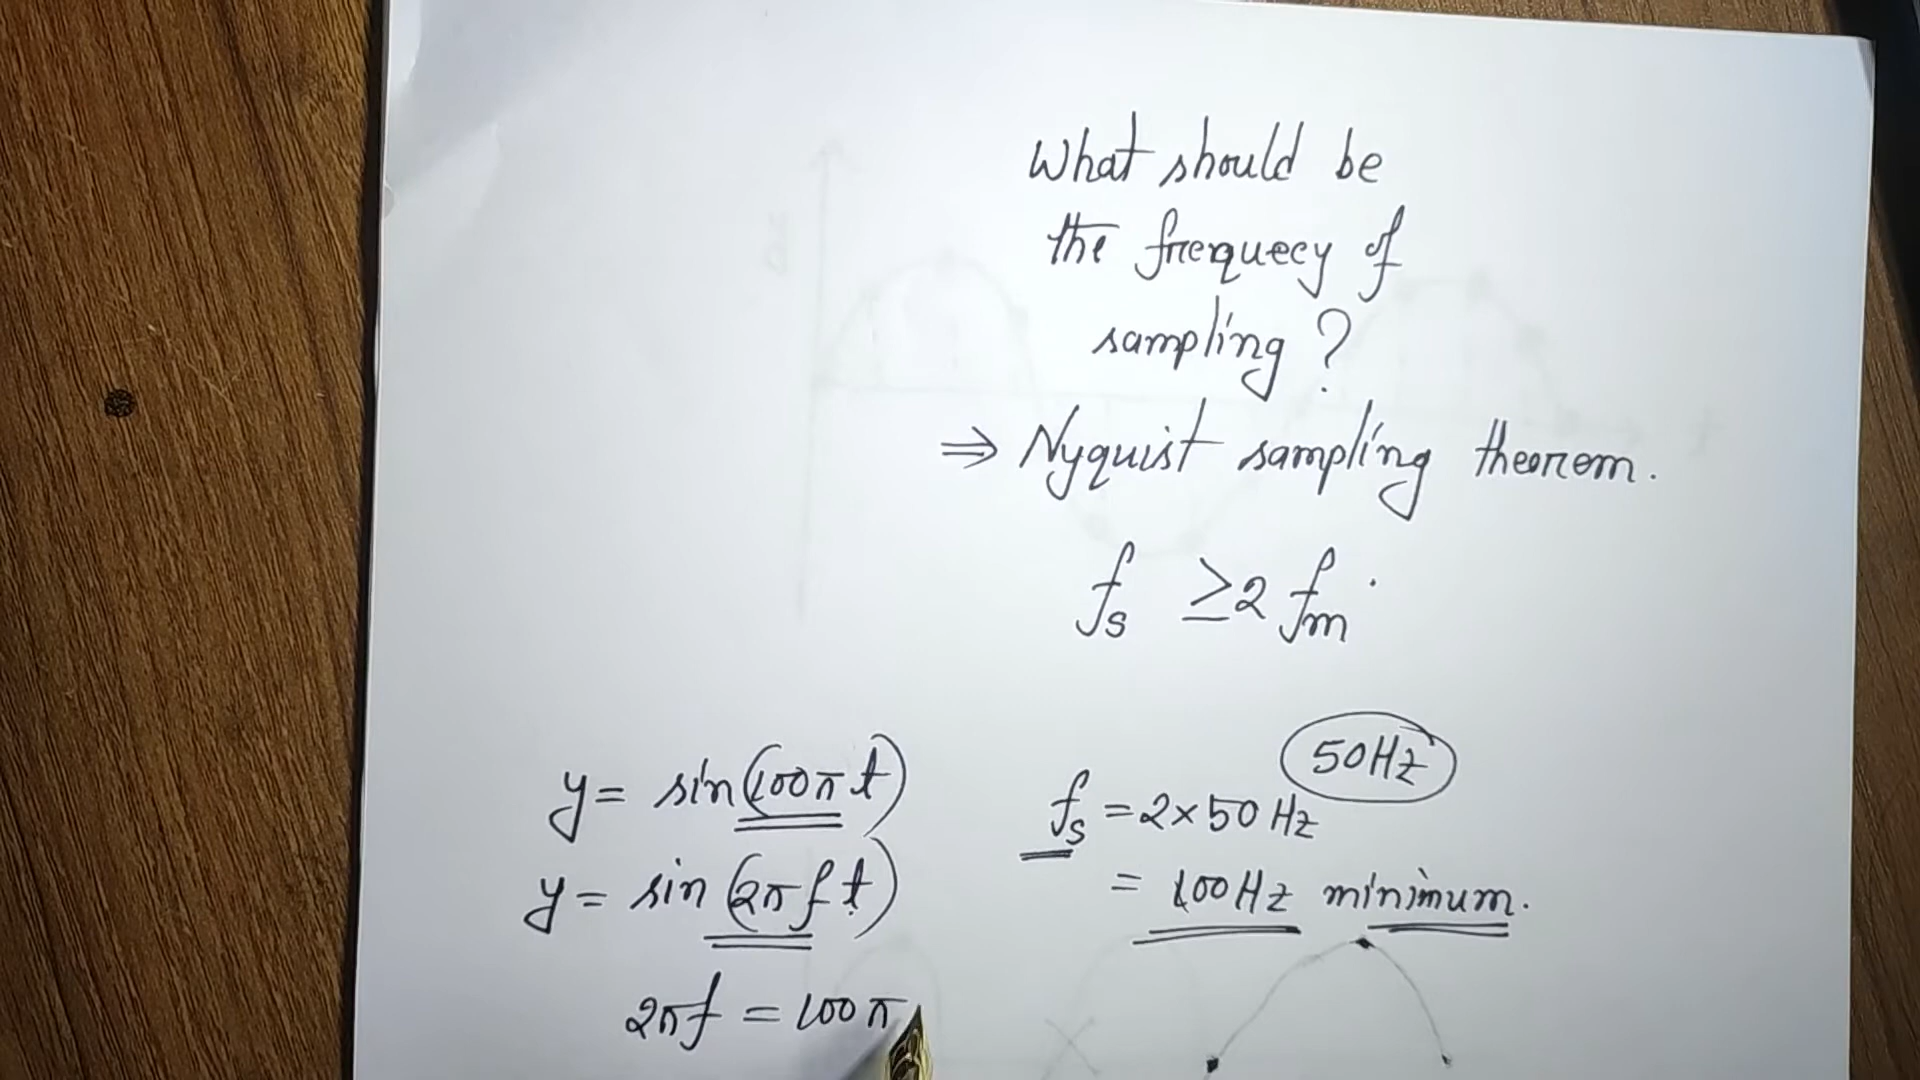 What should be
the frequecy of
sampling ?
⇒ Nyquist sampling theorem.
fs ≥ 2 fm
50Hz
y = sin(100π t)
fs = 2 × 50 Hz
y = sin (2π f t)
= 100 Hz minimum.
2πf = 100 π